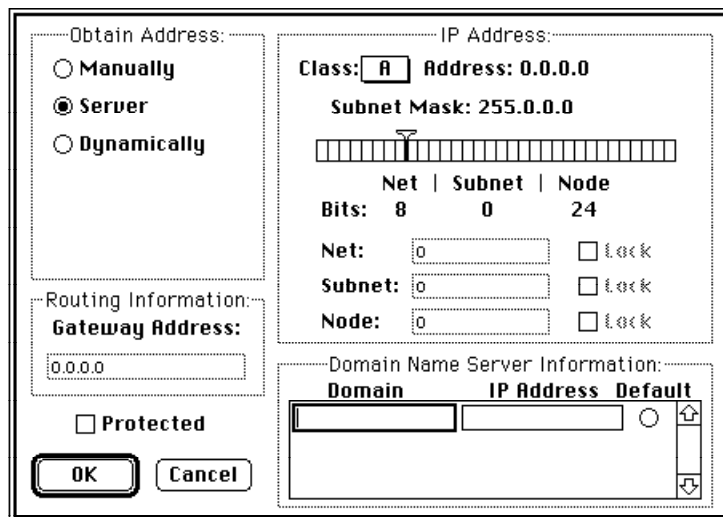 Obtain Address:
Manually
Server
Dynamically
Routing Information:
Gateway Address:
0.0.0.0
Protected
OK Cancel
IP Address:
Class: A Address: 0.0.0.0
Subnet Mask: 255.0.0.0
Net | Subnet | Node
Bits: 8 0 24
Net: 0 Lock
Subnet: 0 Lock
Node: 0 Lock
Domain Name Server Information:
Domain IP Address Default